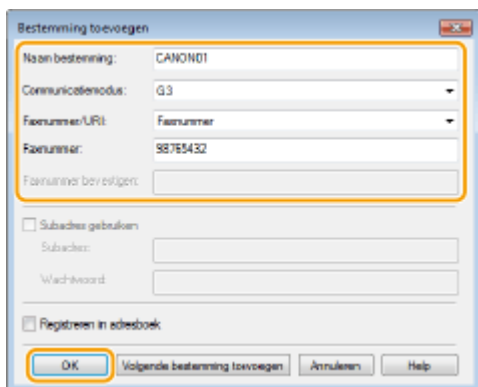 Bestemming toevoegen
Naam bestemming: CANON01
Communicatiemodus: G3
Faxnummer/URI: Faxnummer
Faxnummer: 98765432
Faxnummer bevestigen:
Subadres gebruiken
Subadres:
Wachtwoord:
Registreren in adresboek
OK Volgende bestemming toevoegen Annuleren Help